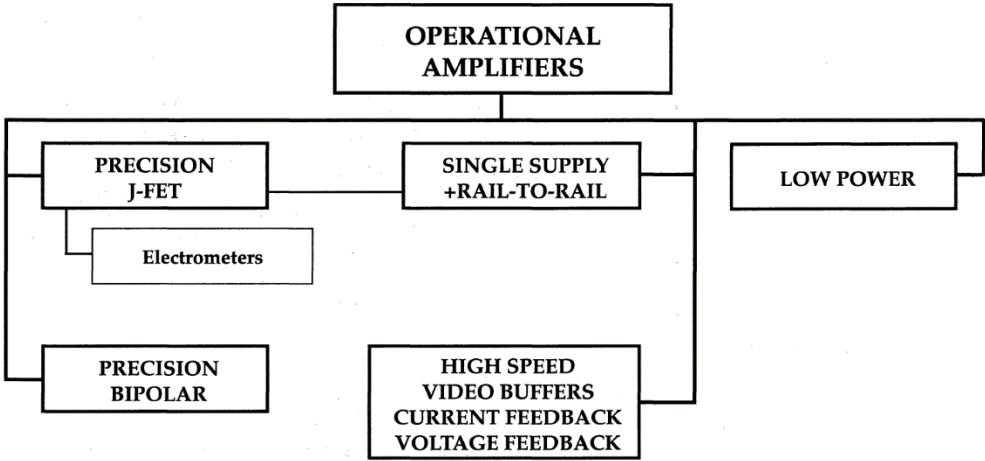 OPERATIONAL
AMPLIFIERS
PRECISION
J-FET
SINGLE SUPPLY
+RAIL-TO-RAIL
LOW POWER
Electrometers
PRECISION
BIPOLAR
HIGH SPEED
VIDEO BUFFERS
CURRENT FEEDBACK
VOLTAGE FEEDBACK